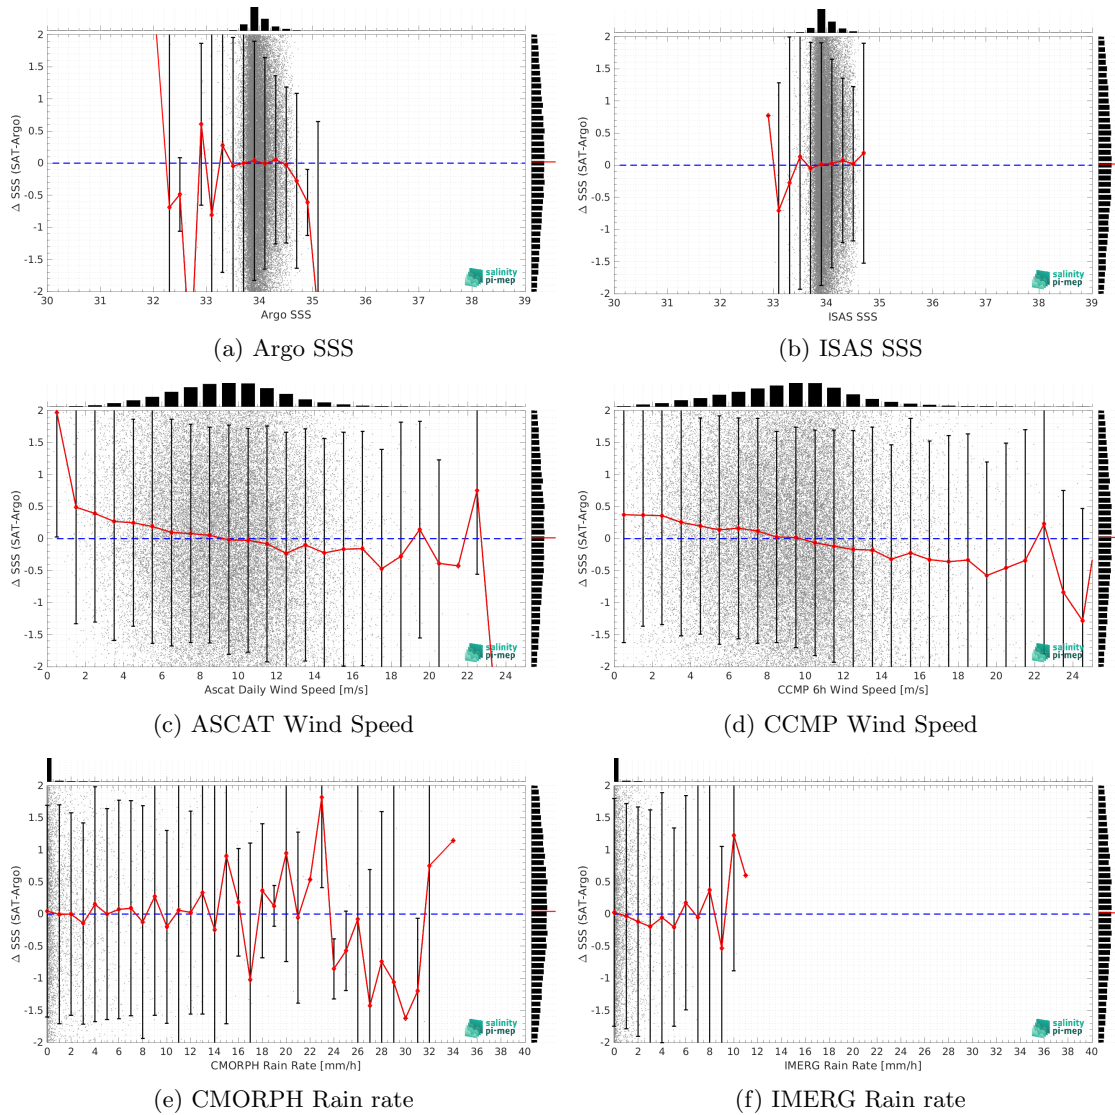 2
1.5
1
0.5
0
-0.5
-1
-1.5
-2
Δ SSS (SAT-Argo)
30 31 32 33 34 35 36 37 38 39
Argo SSS
salinity
pi-mep
(a) Argo SSS
2
1.5
1
0.5
0
-0.5
-1
-1.5
-2
Δ SSS (SAT-Argo)
30 31 32 33 34 35 36 37 38 39
ISAS SSS
salinity
pi-mep
(b) ISAS SSS
2
1.5
1
0.5
0
-0.5
-1
-1.5
-2
Δ SSS (SAT-Argo)
0 2 4 6 8 10 12 14 16 18 20 22 24
Ascat Daily Wind Speed [m/s]
salinity
pi-mep
(c) ASCAT Wind Speed
2
1.5
1
0.5
0
-0.5
-1
-1.5
-2
Δ SSS (SAT-Argo)
0 2 4 6 8 10 12 14 16 18 20 22 24
CCMP 6h Wind Speed [m/s]
salinity
pi-mep
(d) CCMP Wind Speed
2
1.5
1
0.5
0
-0.5
-1
-1.5
-2
Δ SSS (SAT-Argo)
0 2 4 6 8 10 12 14 16 18 20 22 24 26 28 30 32 34 36 38 40
CMORPH Rain Rate [mm/h]
salinity
pi-mep
(e) CMORPH Rain rate
2
1.5
1
0.5
0
-0.5
-1
-1.5
-2
Δ SSS (SAT-Argo)
0 2 4 6 8 10 12 14 16 18 20 22 24 26 28 30 32 34 36 38 40
IMERG Rain Rate [mm/h]
salinity
pi-mep
(f) IMERG Rain rate